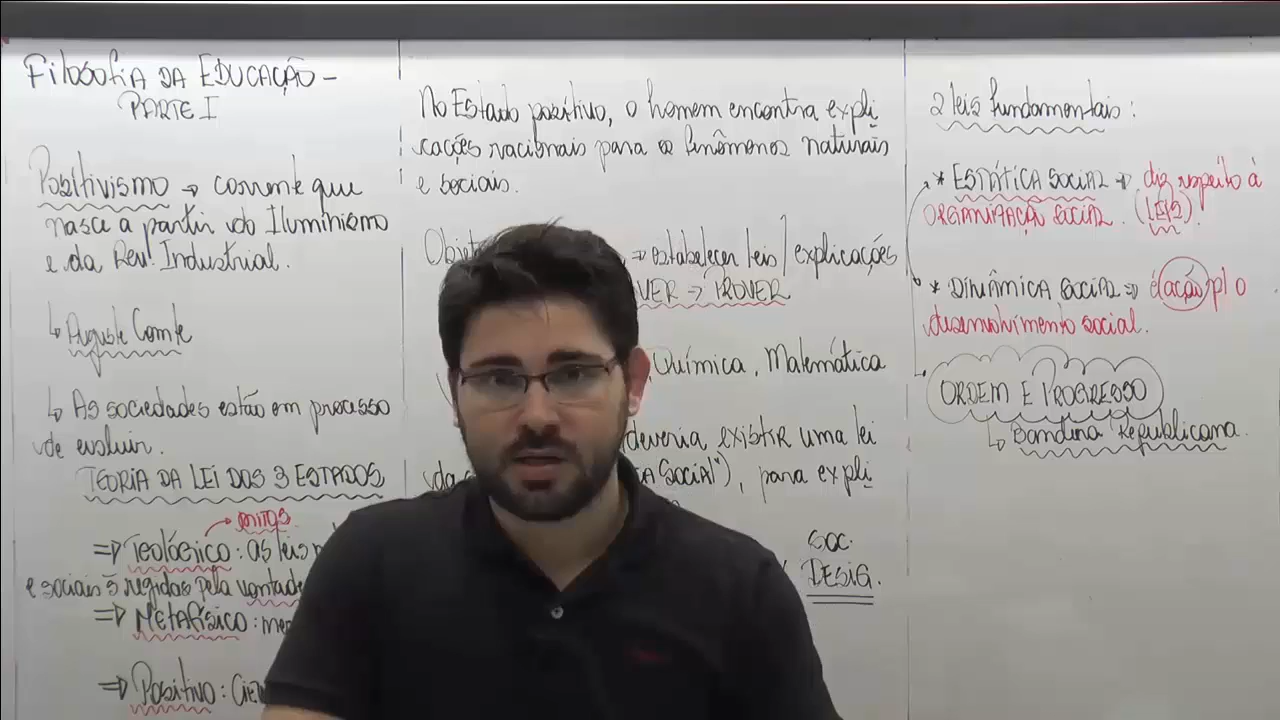 Filosofia da Educação -
Parte I
Positivismo → corrente que
nasce a partir do Iluminismo
e da Rev. Industrial.
↳ Auguste Comte
↳ As sociedades estão em processo
de evoluir.
Teoria da Lei dos 3 Estados
→ mitos
⇒ Teológico: as leis
e sociais s regidas pela vontade
⇒ Metafísico:
⇒ Positivo:
No Estado positivo, o homem encontra expli
cações racionais para os fenômenos naturais
e sociais.
→ estabelecer leis / explicações
VER → PROVER
Química, Matemática
deveria existir uma lei
Social"), para expli
SOC.
DESIG.
2 leis fundamentais:
* ESTÁTICA SOCIAL → diz respeito à
ORGANIZAÇÃO SOCIAL. (LEIS).
* DINÂMICA SOCIAL → é (ação) p/ o
desenvolvimento social.
ORDEM E PROGRESSO
↳ Bandeira Republicana.